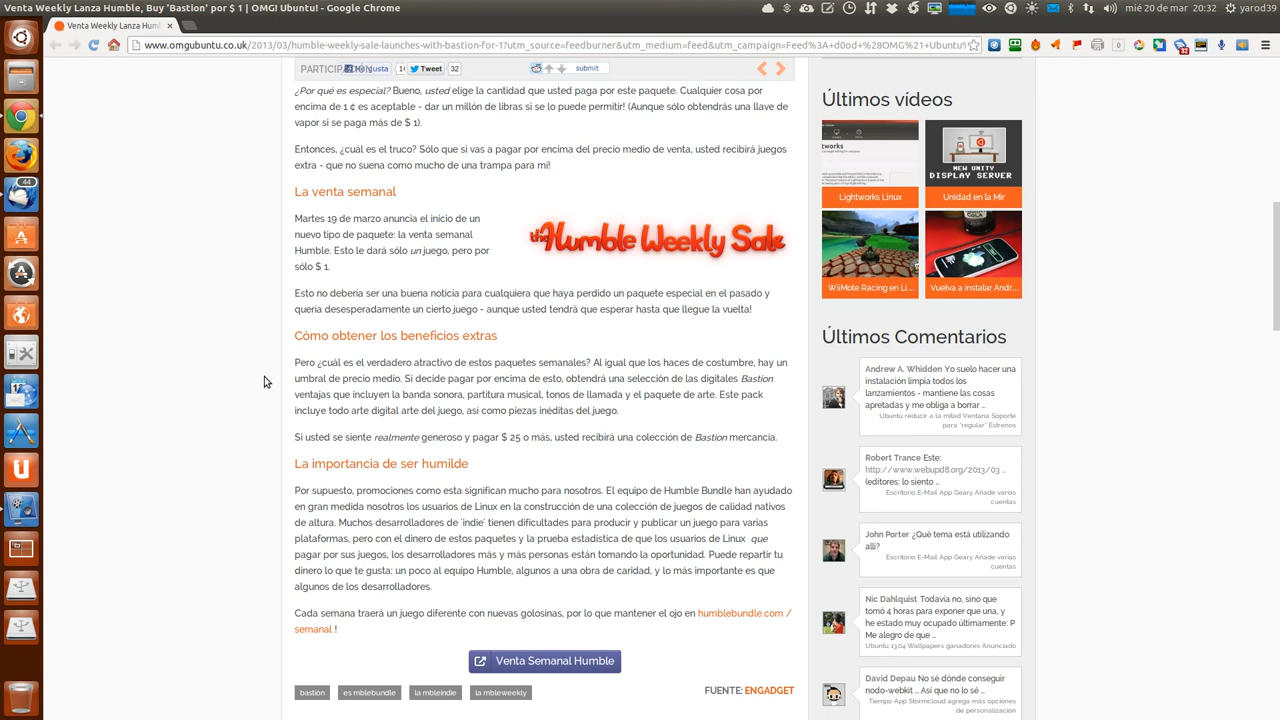 Venta Weekly Lanza Humble, Buy 'Bastion' por $1 | OMG! Ubuntu! - Google Chrome
mié 20 mar, 20:00:32
yarod39
Venta Weekly Lanza Humb
www.omgubuntu.co.uk/2013/03/humble-weekly-sale-launches-with-bastion-for-1?utm_source=feedburner&utm_medium=feed&utm_campaign=Feed%3A+d0od+%28OMG%21+Ubuntu%
Tweet
32
submit
¿Por qué es especial? Bueno, usted elige la cantidad que usted paga por este paquete. Cualquier cosa por
encima de 1 ¢ es aceptable - dar un millón de libras si se lo puede permitir! (Aunque sólo obtendrás una llave de
vapor si se paga más de $ 1).
Entonces, ¿cuál es el truco? Sólo que si vas a pagar por encima del precio medio de venta, usted recibirá juegos
extra - que no suena como mucho de una trampa para mí!
La venta semanal
Martes 19 de marzo anuncia el inicio de un
nuevo tipo de paquete: la venta semanal
Humble. Esto le dará sólo un juego, pero por
sólo $ 1.
the Humble Weekly Sale
Esto no debería ser una buena noticia para cualquiera que haya perdido un paquete especial en el pasado y
quería desesperadamente un cierto juego - aunque usted tendrá que esperar hasta que llegue la vuelta!
Cómo obtener los beneficios extras
Pero ¿cuál es el verdadero atractivo de estos paquetes semanales? Al igual que los haces de costumbre, hay un
umbral de precio medio. Si decide pagar por encima de esto, obtendrá una selección de las digitales Bastion
ventajas que incluyen la banda sonora, partitura musical, tonos de llamada y el paquete de arte. Este pack
incluye todo arte digital arte del juego, así como piezas inéditas del juego.
Si usted se siente realmente generoso y pagar $ 25 o más, usted recibirá una colección de Bastion mercancía.
La importancia de ser humilde
Por supuesto, promociones como esta significan mucho para nosotros. El equipo de Humble Bundle han ayudado
en gran medida nosotros los usuarios de Linux en la construcción de una colección de juegos de calidad nativos
de altura. Muchos desarrolladores de 'indie' tienen dificultades para producir y publicar un juego para varias
plataformas, pero con el dinero de estos paquetes y la prueba estadística de que los usuarios de Linux que
pagar por sus juegos, los desarrolladores más y más personas están tomando la oportunidad. Puede repartir tu
dinero lo que te gusta: un poco al equipo Humble, algunos a una obra de caridad, y lo más importante es que
algunos de los desarrolladores.
Cada semana traerá un juego diferente con nuevas golosinas, por lo que mantener el ojo en humblebundle.com /
semanal !
Venta Semanal Humble
bastión
es mblebundle
la mbleindie
la mbleweekly
FUENTE: ENGADGET
Últimos vídeos
tworks
NEW UNITY
DISPLAY SERVER
Lightworks Linux
Unidad en la Mir
WiiMote Racing en Li...
Vuelva a instalar Andr...
Últimos Comentarios
Andrew A. Whidden Yo suelo hacer una
instalación limpia todos los
lanzamientos - mantiene las cosas
apretadas y me obliga a borrar ...
Ubuntu reducir a la mitad Ventana Soporte
para "regular" Estrenos
Robert Trance Este:
http://www.webupd8.org/2013/03 ...
(editores: lo siento ...
Escritorio E-Mail App Geary Añade varias
cuentas
John Porter ¿Qué tema está utilizando
allí?
Escritorio E-Mail App Geary Añade varias
cuentas
Nic Dahlquist Todavía no, sino que
tomó 4 horas para exponer que una, y
he estado muy ocupado últimamente: P
Me alegro de que ...
Ubuntu 13.04 Wallpapers ganadores Anunciado
David Depau No sé dónde conseguir
nodo-webkit ... Así que no lo sé ...
Tiempo App Stormcloud agrega más opciones
de personalización
44